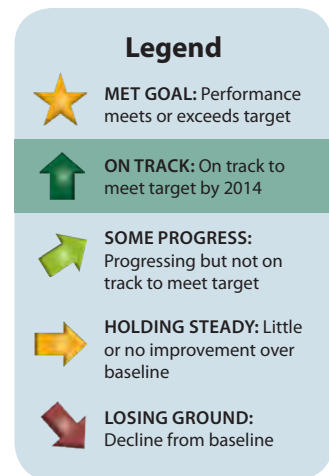 Legend
MET GOAL: Performance
meets or exceeds target
ON TRACK: On track to
meet target by 2014
SOME PROGRESS:
Progressing but not on
track to meet target
HOLDING STEADY: Little
or no improvement over
baseline
LOSING GROUND:
Decline from baseline